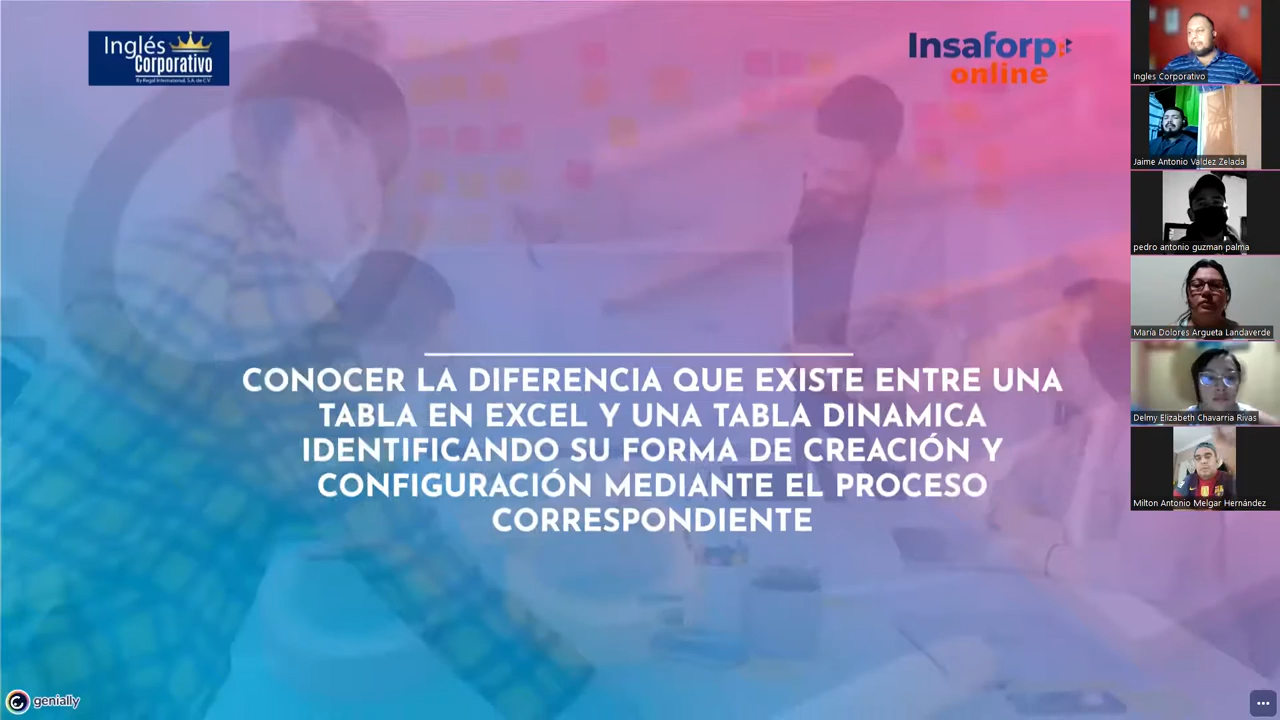 Inglés
Corporativo
By Regal International, S.A. de C.V.
Insaforp
online
CONOCER LA DIFERENCIA QUE EXISTE ENTRE UNA
TABLA EN EXCEL Y UNA TABLA DINAMICA
IDENTIFICANDO SU FORMA DE CREACIÓN Y
CONFIGURACIÓN MEDIANTE EL PROCESO
CORRESPONDIENTE
genially
Ingles Corporativo
Jaime Antonio Valdez Zelada
pedro antonio guzman palma
María Dolores Argueta Landaverde
Delmy Elizabeth Chavarria Rivas
Milton Antonio Melgar Hernández